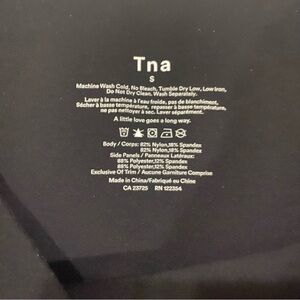 Tna
S
Machine Wash Cold, No Bleach, Tumble Dry Low, Low Iron,
Do Not Dry Clean. Wash Separately.
Laver à la machine à l'eau froide, pas de blanchiment,
Sécher à basse température, repasser à basse température,
ne pas nettoyer à sec. Laver séparément.
A little love goes a long way.
Body / Corps: 82% Nylon,18% Spandex
82% Nylon,18% Spandex
Side Panels / Panneaux Latéraux:
88% Polyester,12% Spandex
88% Polyester,12% Spandex
Exclusive Of Trim / Aucune Garniture Comprise
Made in China/Fabriqué eu Chine
CA 23725 RN 122354